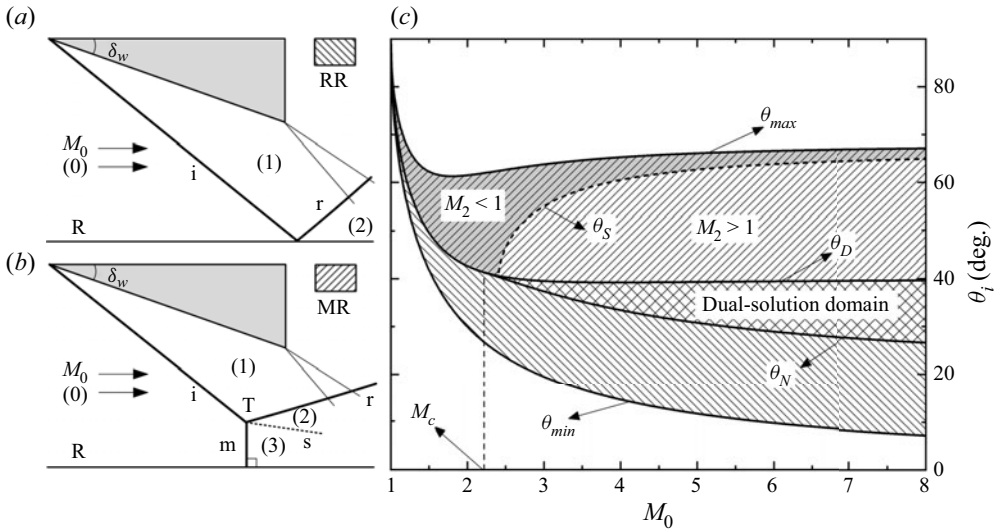 (a)
δw
RR
M0
(0)
(1)
i
r
R
(2)
(b)
δw
MR
M0
(0)
(1)
i
T
(2)
r
m
(3)
s
R
(c)
80
60
40
20
0
θi (deg.)
θmax
M2 < 1
θS
M2 > 1
θD
Dual-solution domain
θN
θmin
Mc
1 2 3 4 5 6 7 8
M0